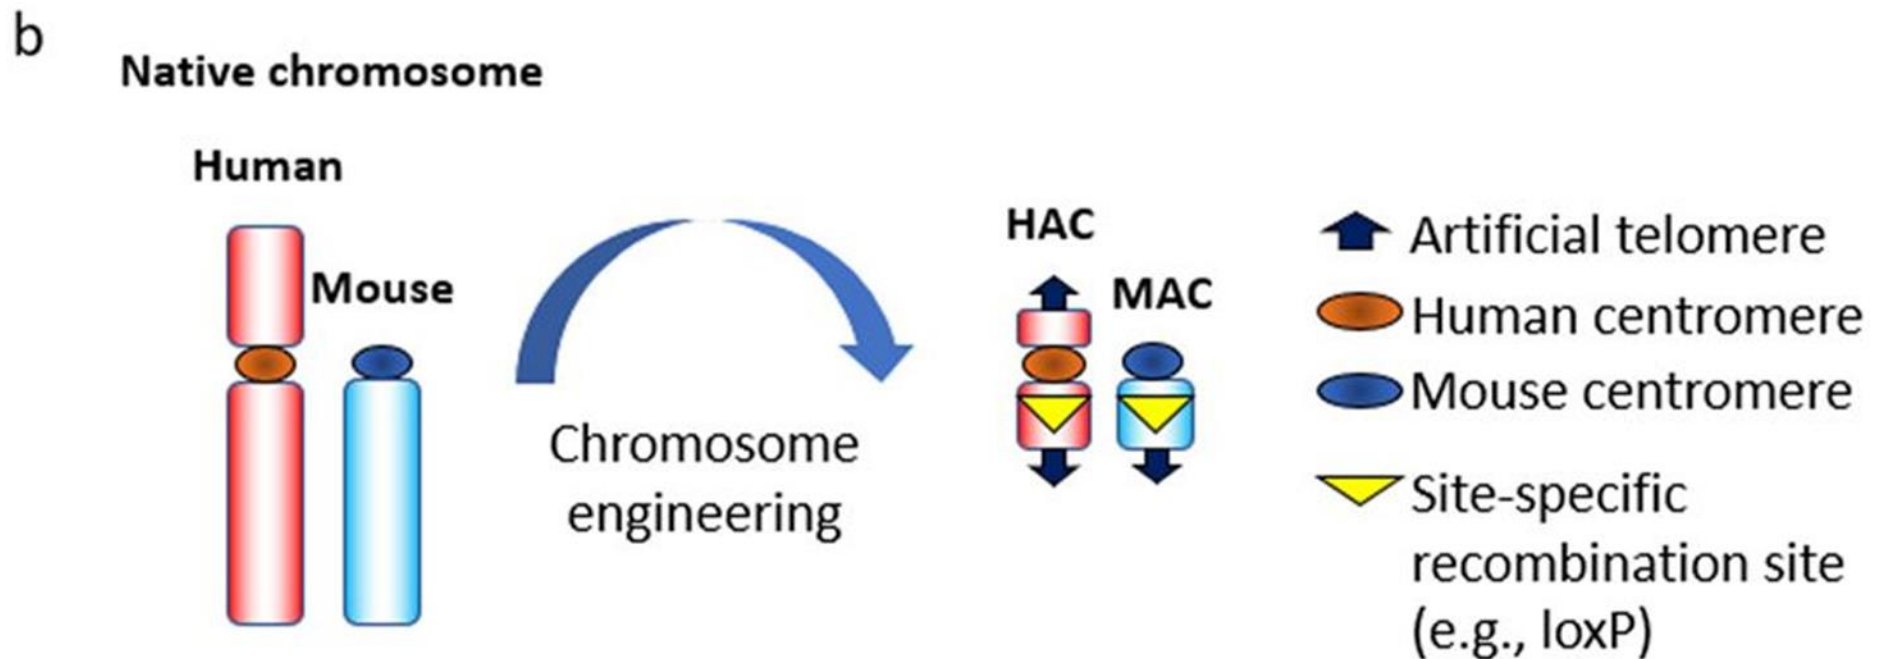 b
Native chromosome
Human
Mouse
Chromosome
engineering
HAC
MAC
Artificial telomere
Human centromere
Mouse centromere
Site-specific
recombination site
(e.g., loxP)